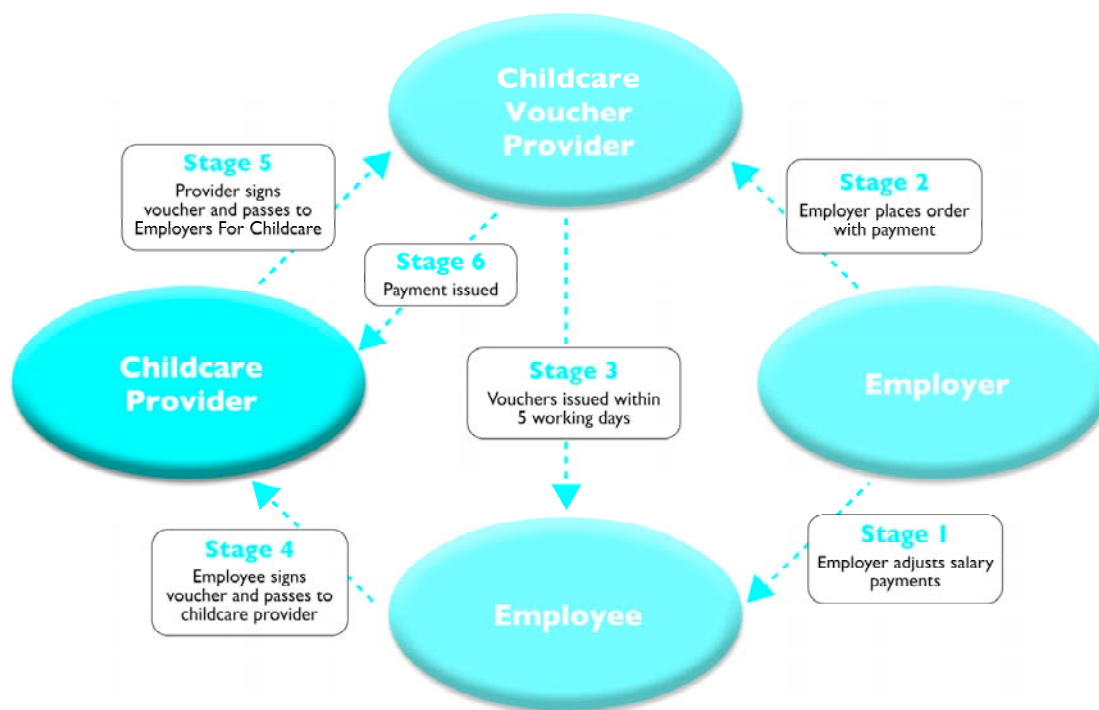 Childcare
Voucher
Provider
Stage 5
Provider signs
voucher and passes to
Employers For Childcare
Stage 2
Employer places order
with payment
Stage 6
Payment issued
Childcare
Provider
Stage 3
Vouchers issued within
5 working days
Employer
Stage 4
Employee signs
voucher and passes to
childcare provider
Employee
Stage 1
Employer adjusts salary
payments